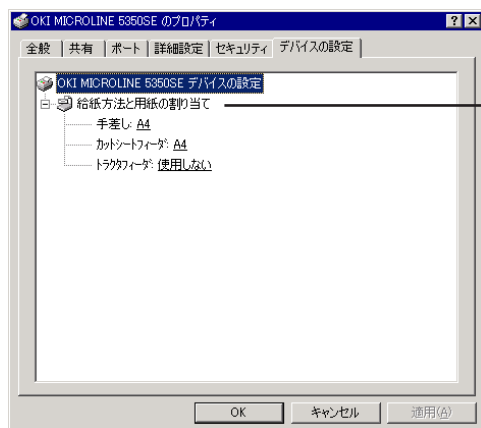 OKI MICROLINE 5350SE のプロパティ
全般 共有 ポート 詳細設定 セキュリティ デバイスの設定
OKI MICROLINE 5350SE デバイスの設定
給紙方法と用紙の割り当て
手差し: A4
カットシートフィーダ: A4
トラクタフィーダ: 使用しない
OK キャンセル 適用(A)